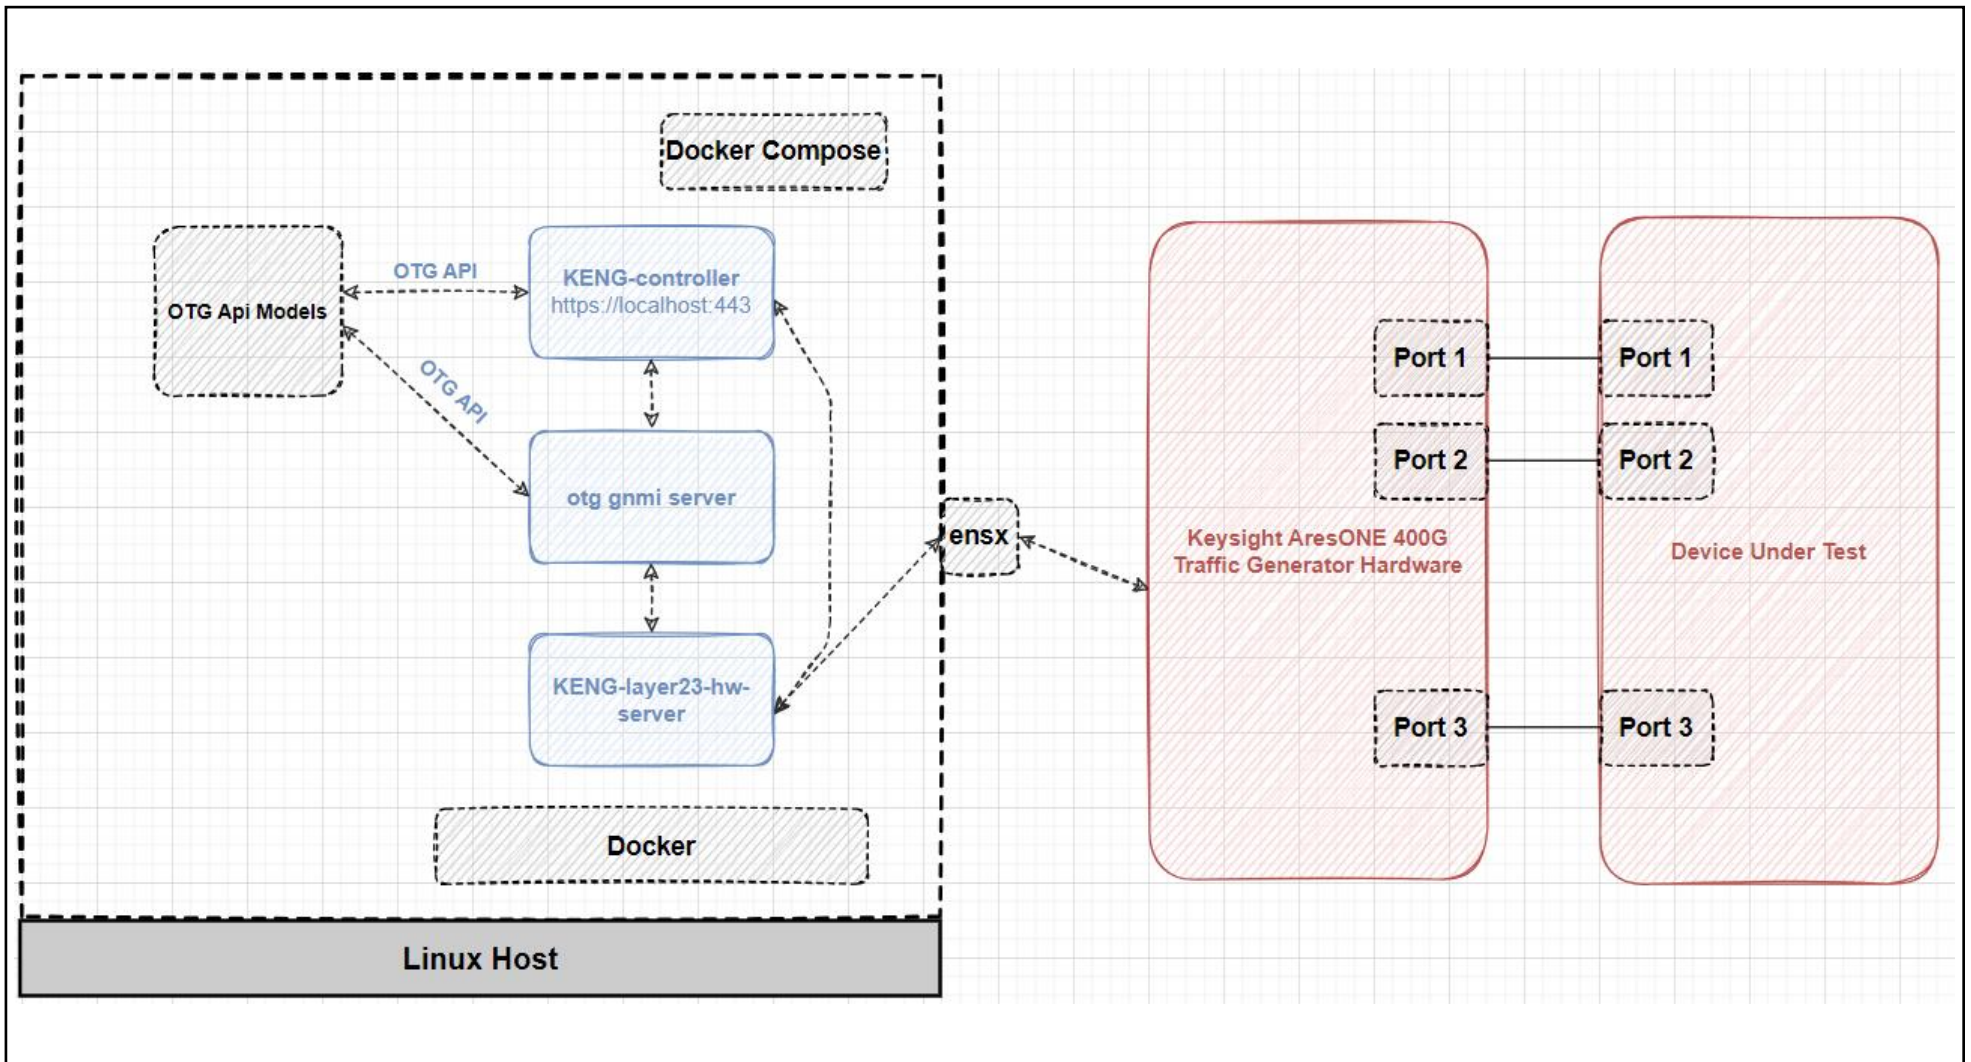 Docker Compose
OTG Api Models
OTG API
OTG API
KENG-controller
https://localhost:443
otg gnmi server
KENG-layer23-hw-
server
Docker
Linux Host
ensx
Keysight AresONE 400G
Traffic Generator Hardware
Port 1
Port 2
Port 3
Device Under Test
Port 1
Port 2
Port 3